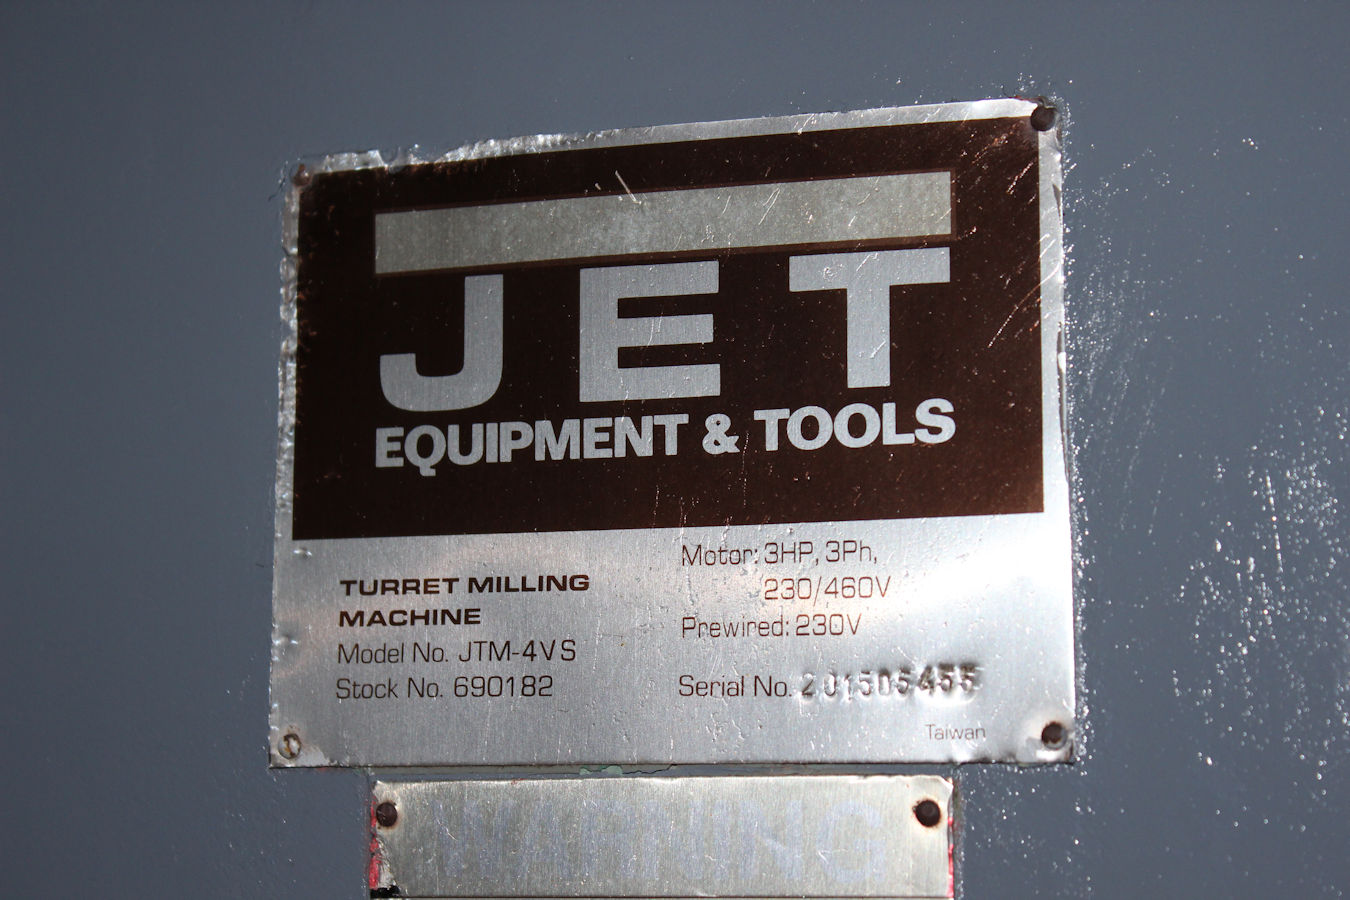 JET
EQUIPMENT & TOOLS
TURRET MILLING
MACHINE
Model No. JTM-4VS
Stock No. 690182
Motor: 3HP, 3Ph,
230/460V
Prewired: 230V
Serial No. 201505455
Taiwan
WARNING